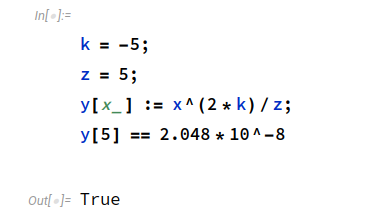 In[•]:=
k = -5;
z = 5;
y[x_] := x^(2*k)/z;
y[5] == 2.048*10^-8
Out[•]= True